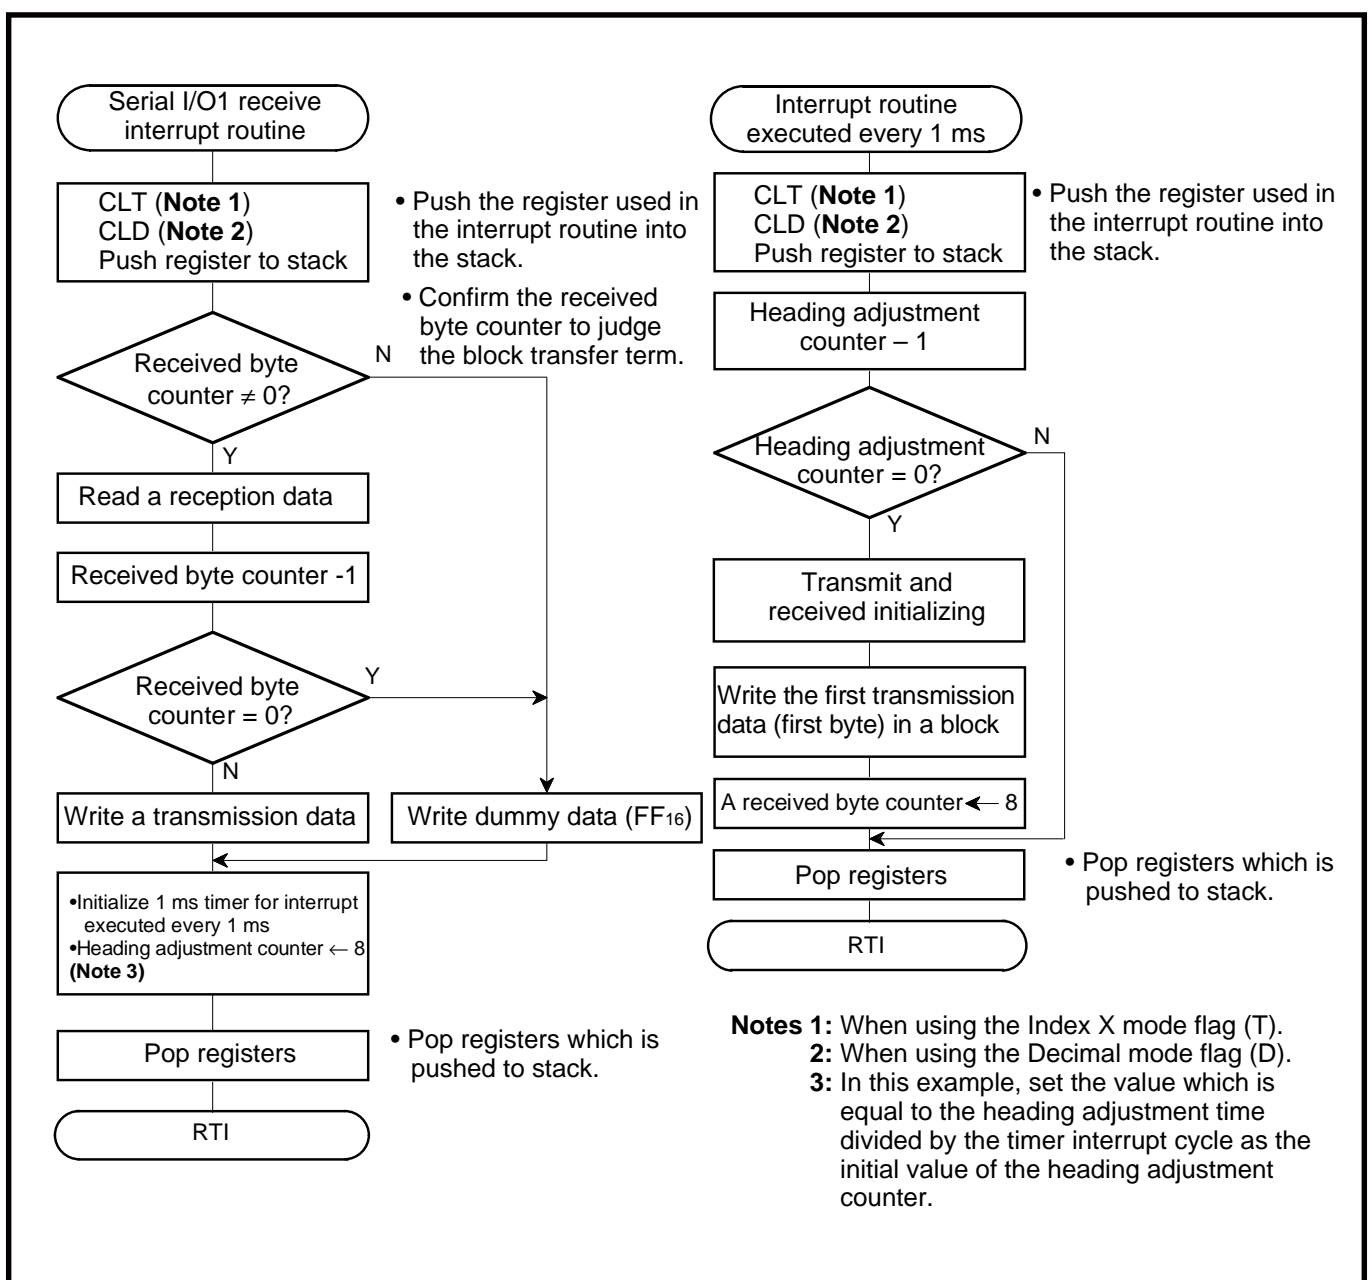 Serial I/O1 receive
interrupt routine
CLT (Note 1)
CLD (Note 2)
Push register to stack
• Push the register used in
the interrupt routine into
the stack.
• Confirm the received
byte counter to judge
the block transfer term.
Received byte
counter ≠ 0?
N
Y
Read a reception data
Received byte counter -1
Received byte
counter = 0?
Y
N
Write a transmission data
Write dummy data (FF16)
•Initialize 1 ms timer for interrupt
executed every 1 ms
•Heading adjustment counter ← 8
(Note 3)
Pop registers
• Pop registers which is
pushed to stack.
RTI
Interrupt routine
executed every 1 ms
CLT (Note 1)
CLD (Note 2)
Push register to stack
• Push the register used in
the interrupt routine into
the stack.
Heading adjustment
counter – 1
Heading adjustment
counter = 0?
N
Y
Transmit and
received initializing
Write the first transmission
data (first byte) in a block
A received byte counter ← 8
Pop registers
• Pop registers which is
pushed to stack.
RTI
Notes 1: When using the Index X mode flag (T).
2: When using the Decimal mode flag (D).
3: In this example, set the value which is
equal to the heading adjustment time
divided by the timer interrupt cycle as the
initial value of the heading adjustment
counter.